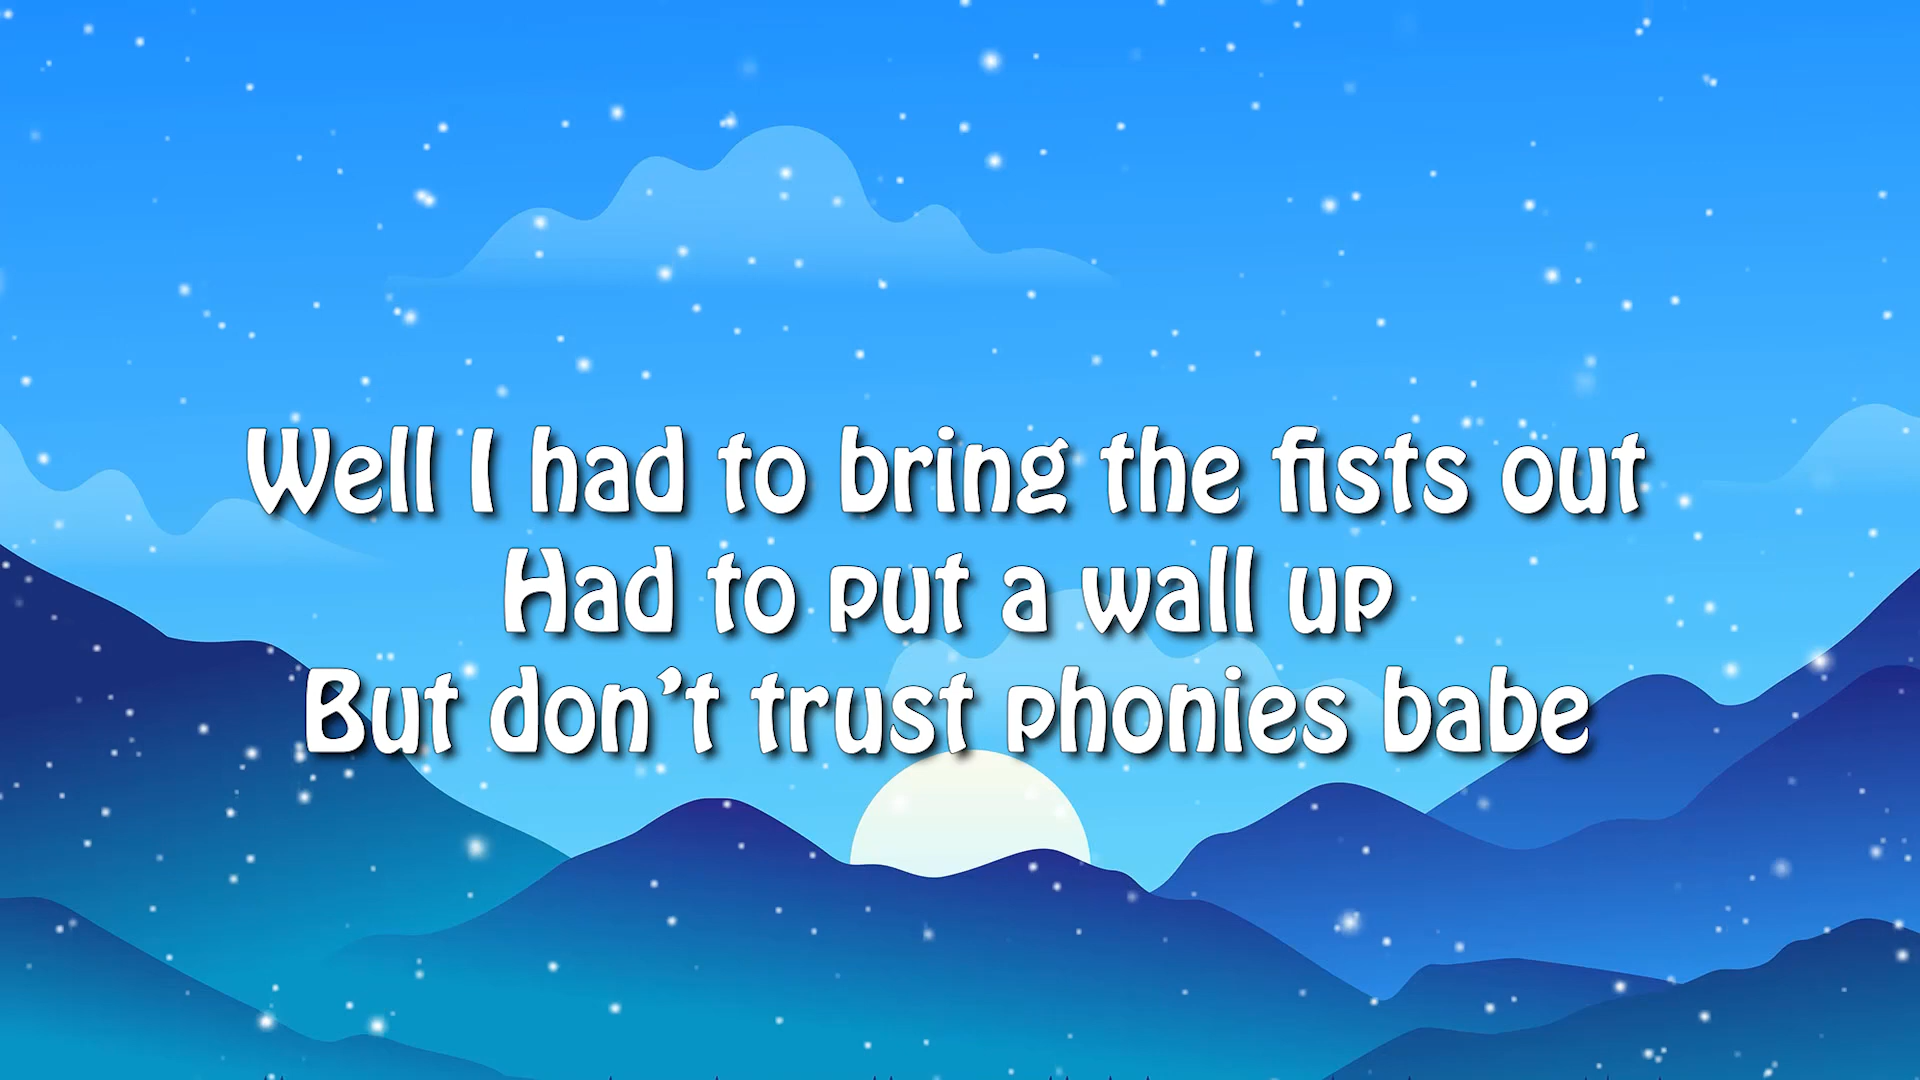 Well I had to bring the fists out
Had to put a wall up
But don’t trust phonies babe